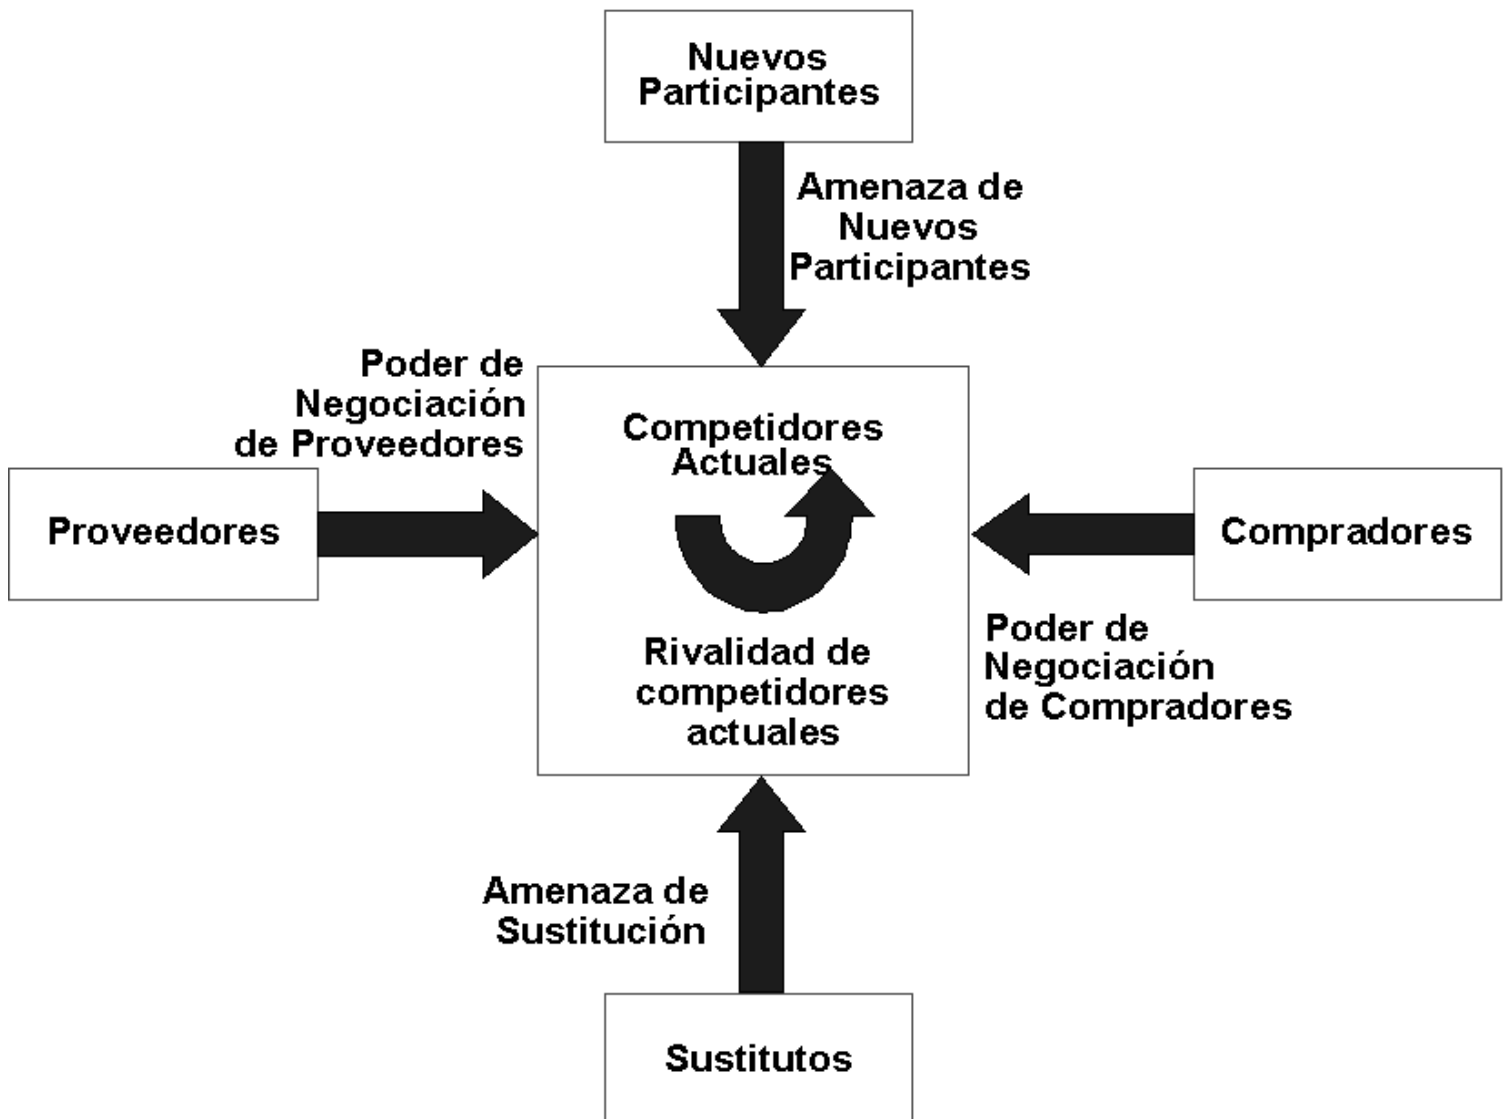 Nuevos
Participantes
Amenaza de
Nuevos
Participantes
Poder de
Negociación
de Proveedores
Competidores
Actuales
Proveedores
Compradores
Rivalidad de
competidores
actuales
Poder de
Negociación
de Compradores
Amenaza de
Sustitución
Sustitutos